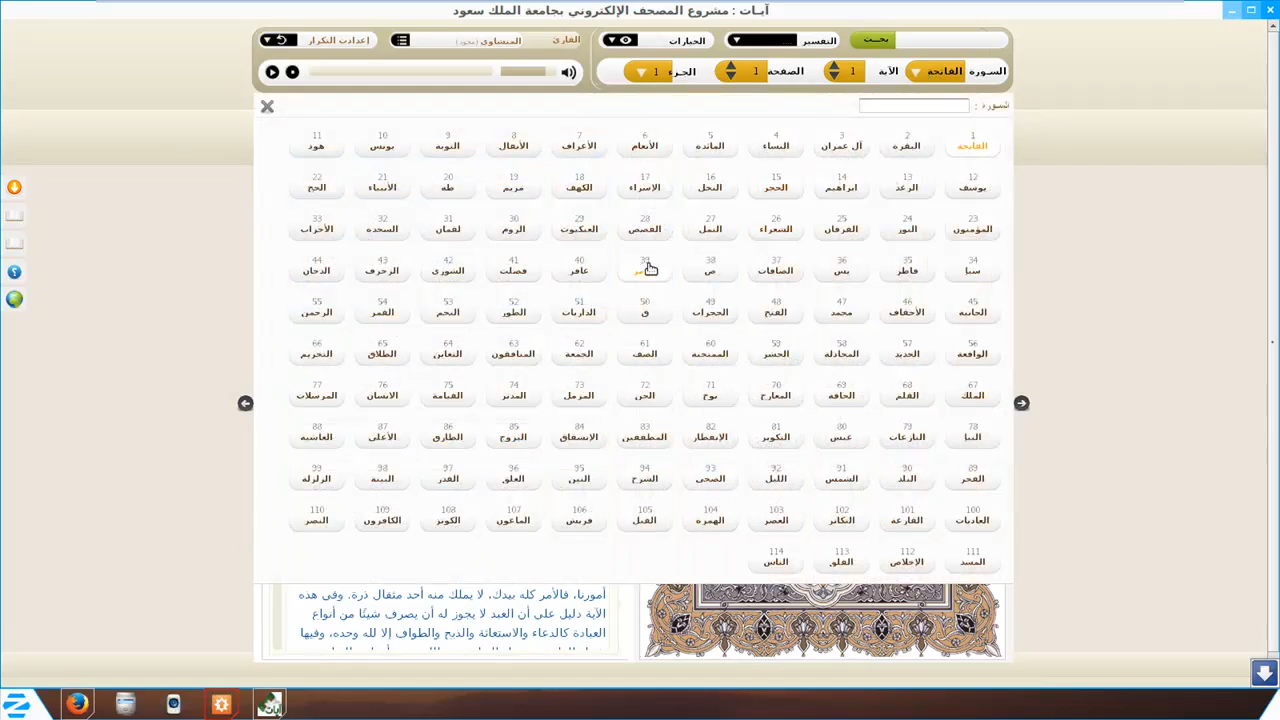 آيـات : مشروع المصحف الإلكتروني بجامعة الملك سعود
بحـــث التفسير الخيارات القارئ المنشاوي (مجود) إعدادت التكرار
السـورة الفاتحة الآية 1 الصفحة 1 الجـزء 1
السورة :
1 2 3 4 5 6 7 8 9 10 11
الفاتحة البقرة آل عمران النساء المائدة الأنعام الأعراف الأنفال التوبة يونس هود
12 13 14 15 16 17 18 19 20 21 22
يوسف الرعد ابراهيم الحجر النحل الإسراء الكهف مريم طه الأنبياء الحج
23 24 25 26 27 28 29 30 31 32 33
المؤمنون النور الفرقان الشعراء النمل القصص العنكبوت الروم لقمان السجدة الأحزاب
34 35 36 37 38 39 40 41 42 43 44
سبإ فاطر يس الصافات ص غافر فصلت الشورى الزخرف الدخان
45 46 47 48 49 50 51 52 53 54 55
الجاثية الأحقاف محمد الفتح الحجرات ق الذاريات الطور النجم القمر الرحمن
56 57 58 59 60 61 62 63 64 65 66
الواقعة الحديد المجادلة الحشر الممتحنة الصف الجمعة المنافقون التغابن الطلاق التحريم
67 68 69 70 71 72 73 74 75 76 77
الملك القلم الحاقة المعارج نوح الجن المزمل المدثر القيامة الانسان المرسلات
78 79 80 81 82 83 84 85 86 87 88
النبإ النازعات عبس التكوير الإنفطار المطففين الإنشقاق البروج الطارق الأعلى الغاشية
89 90 91 92 93 94 95 96 97 98 99
الفجر البلد الشمس الليل الضحى الشرح التين العلق القدر البينة الزلزلة
100 101 102 103 104 105 106 107 108 109 110
العاديات القارعة التكاثر العصر الهمزة الفيل قريش الماعون الكوثر الكافرون النصر
111 112 113 114
المسد الإخلاص الفلق الناس
أمورنا، فالأمر كله بيدك، لا يملك منه أحد مثقال ذرة. وفي هذه
الآية دليل على أن العبد لا يجوز له أن يصرف شيئًا من أنواع
العبادة كالدعاء والاستغاثة والذبح والطواف إلا لله وحده، وفيها